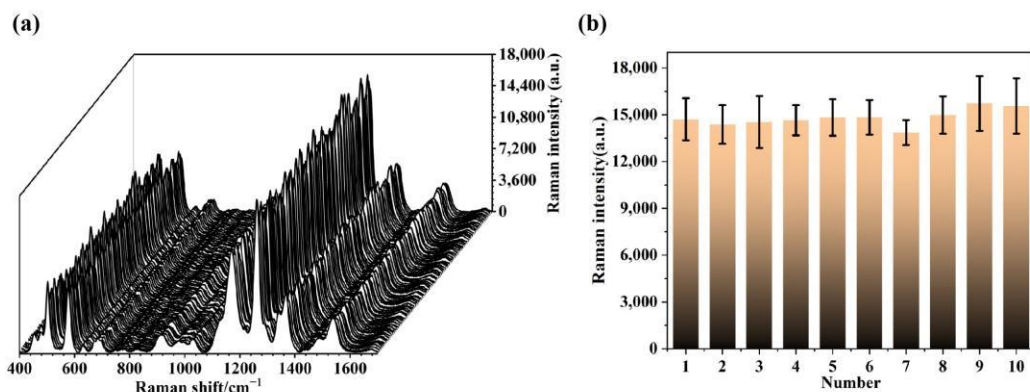 (a)
18,000
14,400
10,800
7,200
3,600
0
Raman intensity (a.u.)
400 600 800 1000 1200 1400 1600
Raman shift/cm⁻¹
(b)
18,000
15,000
12,000
9,000
6,000
3,000
0
Raman intensity(a.u.)
1 2 3 4 5 6 7 8 9 10
Number